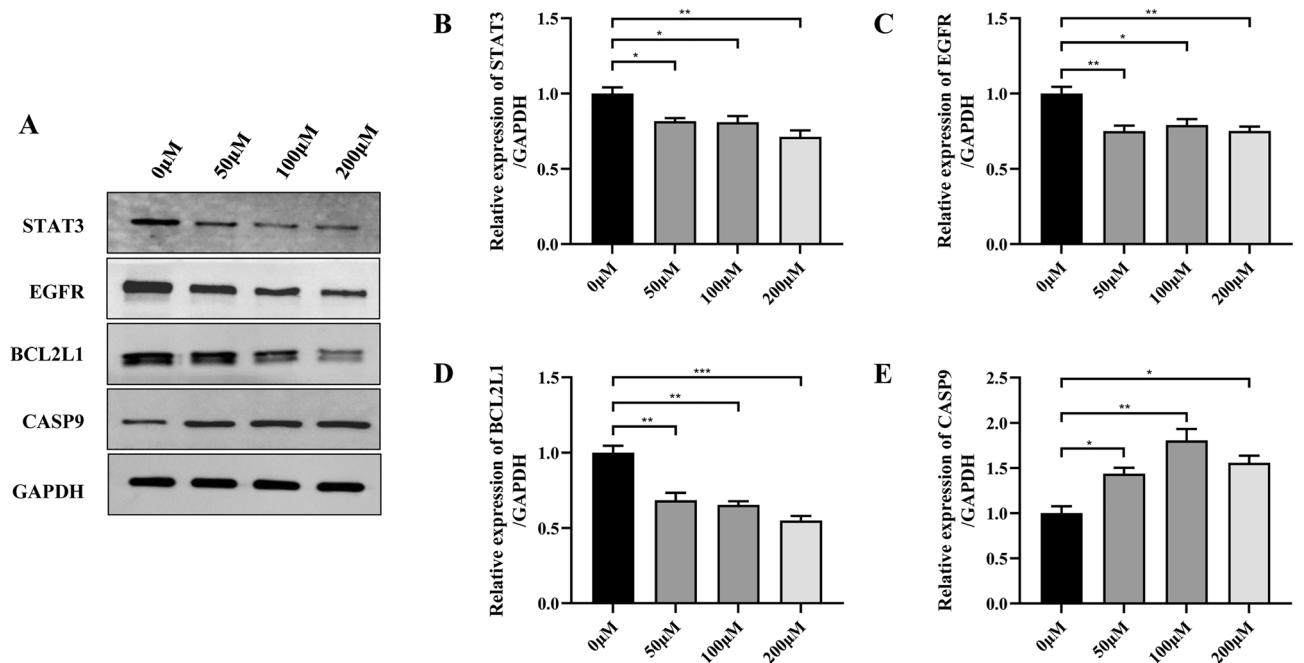 A
0μM
50μM
100μM
200μM
STAT3
EGFR
BCL2L1
CASP9
GAPDH
B
Relative expression of STAT3
/GAPDH
1.5
1.0
0.5
0.0
**
*
*
0μM
50μM
100μM
200μM
C
Relative expression of EGFR
/GAPDH
1.5
1.0
0.5
0.0
**
*
**
0μM
50μM
100μM
200μM
D
Relative expression of BCL2L1
/GAPDH
1.5
1.0
0.5
0.0
***
**
**
0μM
50μM
100μM
200μM
E
Relative expression of CASP9
/GAPDH
2.5
2.0
1.5
1.0
0.5
0.0
*
**
*
0μM
50μM
100μM
200μM